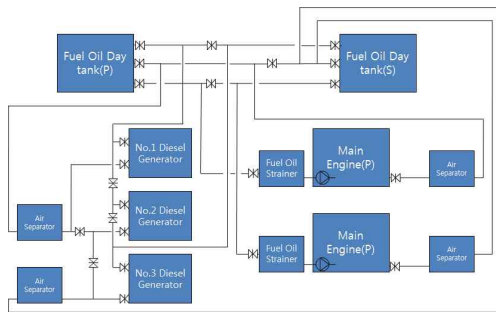 Fuel Oil Day
tank(P)
Fuel Oil Day
tank(S)
No.1 Diesel
Generator
Fuel Oil
Strainer
Main
Engine(P)
Air
Separator
No.2 Diesel
Generator
Air
Separator
Fuel Oil
Strainer
Main
Engine(P)
Air
Separator
No.3 Diesel
Generator
Air
Separator